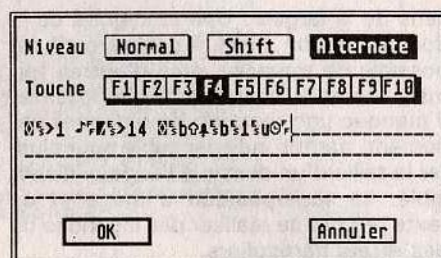 Niveau Normal Shift Alternate
Touche F1 F2 F3 F4 F5 F6 F7 F8 F9 F10
OK Annuler